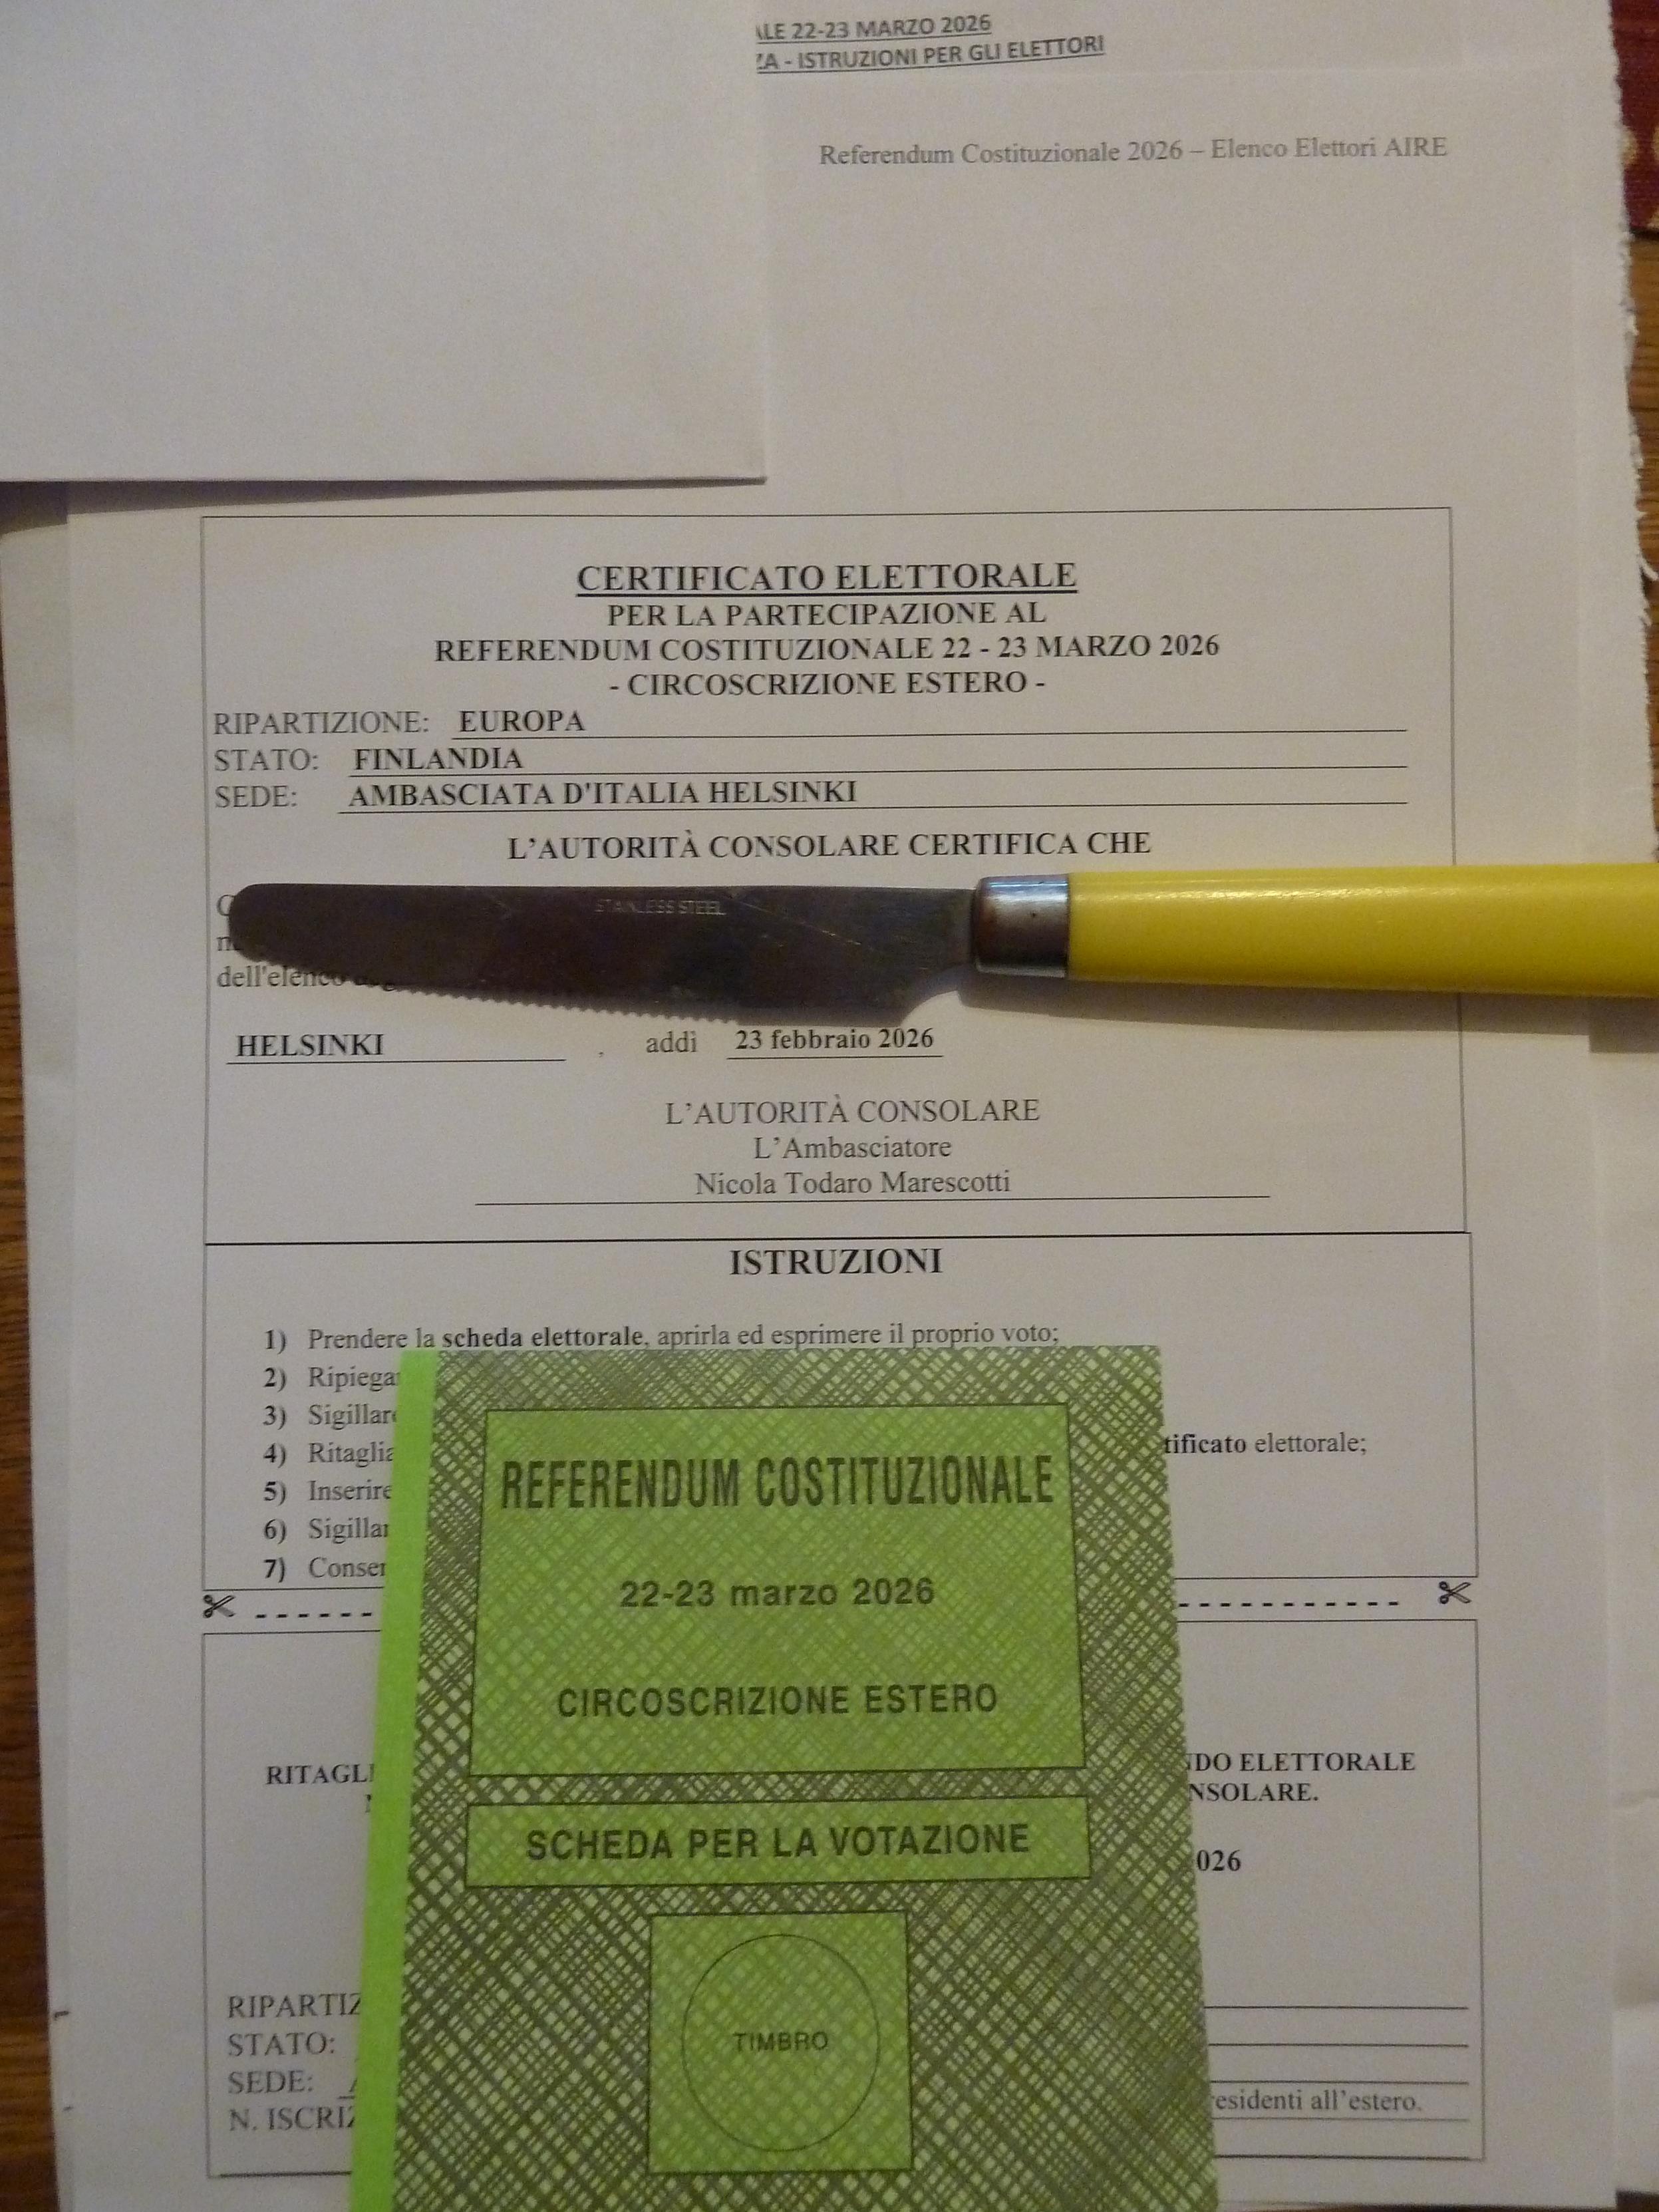 22-23 MARZO 2026
- ISTRUZIONI PER GLI ELETTORI
Referendum Costituzionale 2026 – Elenco Elettori AIRE
CERTIFICATO ELETTORALE
PER LA PARTECIPAZIONE AL
REFERENDUM COSTITUZIONALE 22 - 23 MARZO 2026
- CIRCOSCRIZIONE ESTERO -
RIPARTIZIONE: EUROPA
STATO: FINLANDIA
SEDE: AMBASCIATA D'ITALIA HELSINKI
L'AUTORITÀ CONSOLARE CERTIFICA CHE
STAINLESS STEEL
dell'elenco
HELSINKI , addì 23 febbraio 2026
L'AUTORITÀ CONSOLARE
L'Ambasciatore
Nicola Todaro Marescotti
ISTRUZIONI
1) Prendere la scheda elettorale, aprirla ed esprimere il proprio voto;
2) Ripiega
3) Sigillar
4) Ritaglia tificato elettorale;
5) Inserire
6) Sigilla
7) Conser
REFERENDUM COSTITUZIONALE
22-23 marzo 2026
CIRCOSCRIZIONE ESTERO
SCHEDA PER LA VOTAZIONE
TIMBRO
RITAGL NDO ELETTORALE
NSOLARE.
026
RIPARTIZ
STATO:
SEDE:
N. ISCRIZ residenti all'estero.